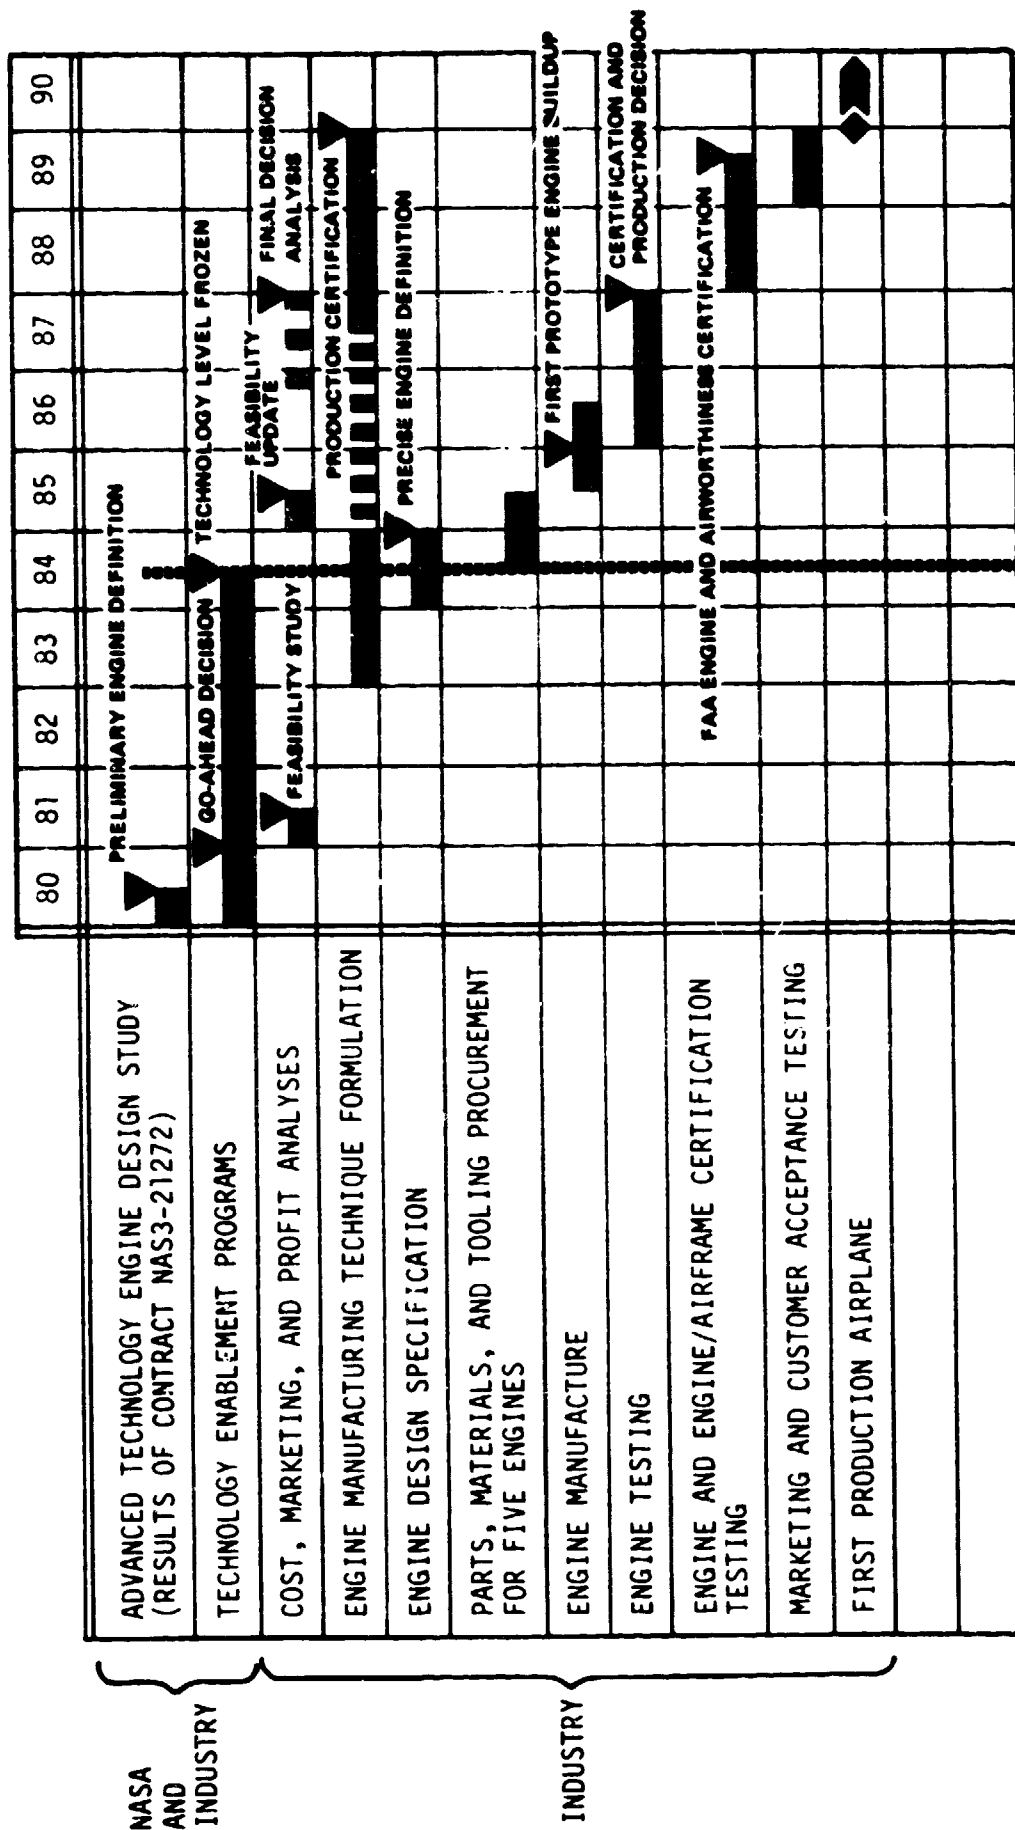 80 81 82 83 84 85 86 87 88 89 90
NASA
AND
INDUSTRY
ADVANCED TECHNOLOGY ENGINE DESIGN STUDY
(RESULTS OF CONTRACT NAS3-21272)
PRELIMINARY ENGINE DEFINITION
TECHNOLOGY ENABLEMENT PROGRAMS
GO-AHEAD DECISION
TECHNOLOGY LEVEL FROZEN
INDUSTRY
COST, MARKETING, AND PROFIT ANALYSES
FEASIBILITY STUDY
FEASIBILITY
UPDATE
FINAL DECISION
ANALYSIS
ENGINE MANUFACTURING TECHNIQUE FORMULATION
PRODUCTION CERTIFICATION
ENGINE DESIGN SPECIFICATION
PRECISE ENGINE DEFINITION
PARTS, MATERIALS, AND TOOLING PROCUREMENT
FOR FIVE ENGINES
ENGINE MANUFACTURE
FIRST PROTOTYPE ENGINE BUILDUP
ENGINE TESTING
CERTIFICATION AND
PRODUCTION DECISION
ENGINE AND ENGINE/AIRFRAME CERTIFICATION
TESTING
FAA ENGINE AND AIRWORTHINESS CERTIFICATION
MARKETING AND CUSTOMER ACCEPTANCE TESTING
FIRST PRODUCTION AIRPLANE